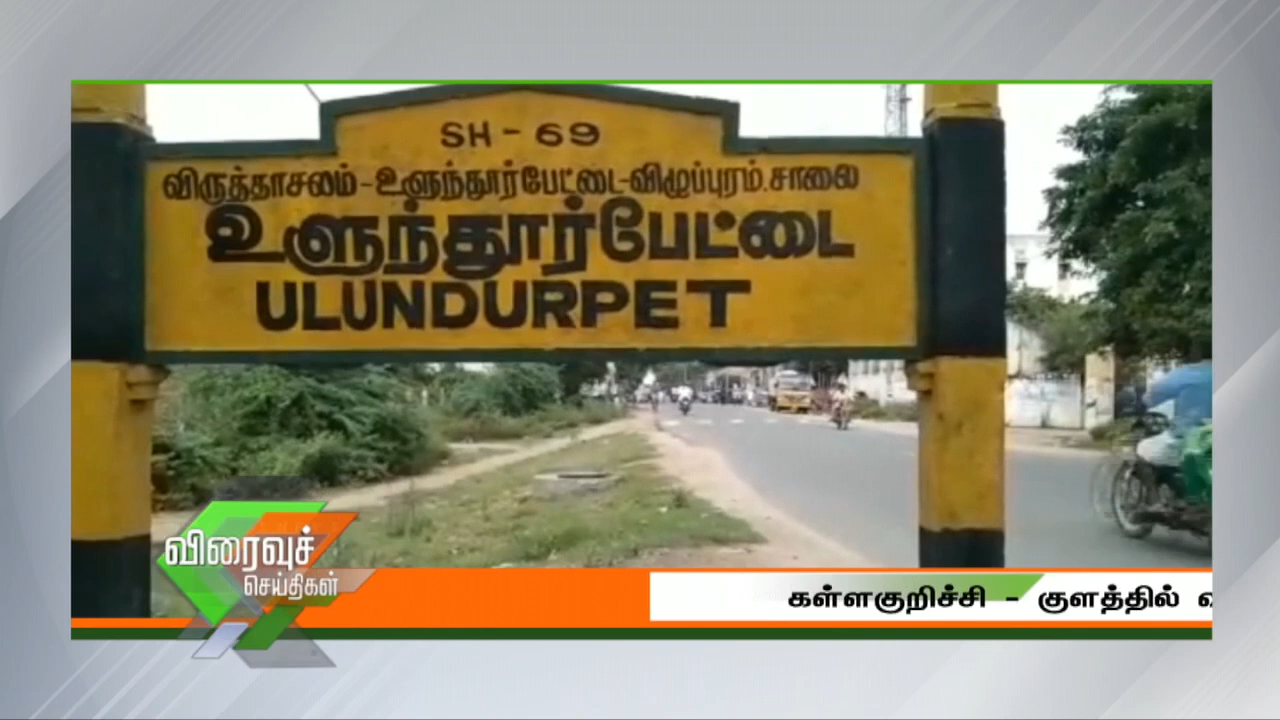 SH - 69
விருத்தாசலம்-உளுந்தூர்பேட்டை-விழுப்புரம்.சாலை
உளுந்தூர்பேட்டை
ULUNDURPET
விரைவுச்
செய்திகள்
கள்ளகுறிச்சி - குளத்தில்